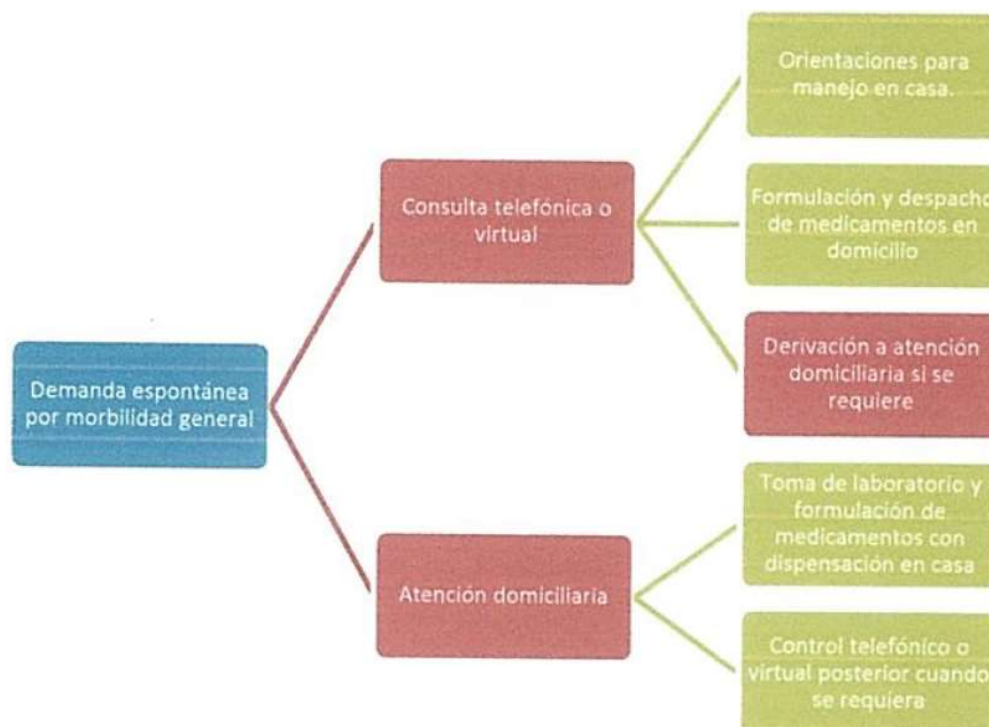 Demanda espontánea
por morbilidad general
Consulta telefónica o
virtual
Orientaciones para
manejo en casa.
Formulación y despacho
de medicamentos en
domicilio
Derivación a atención
domiciliaria si se
requiere
Atención domiciliaria
Toma de laboratorio y
formulación de
medicamentos con
dispensación en casa
Control telefónico o
virtual posterior cuando
se requiera